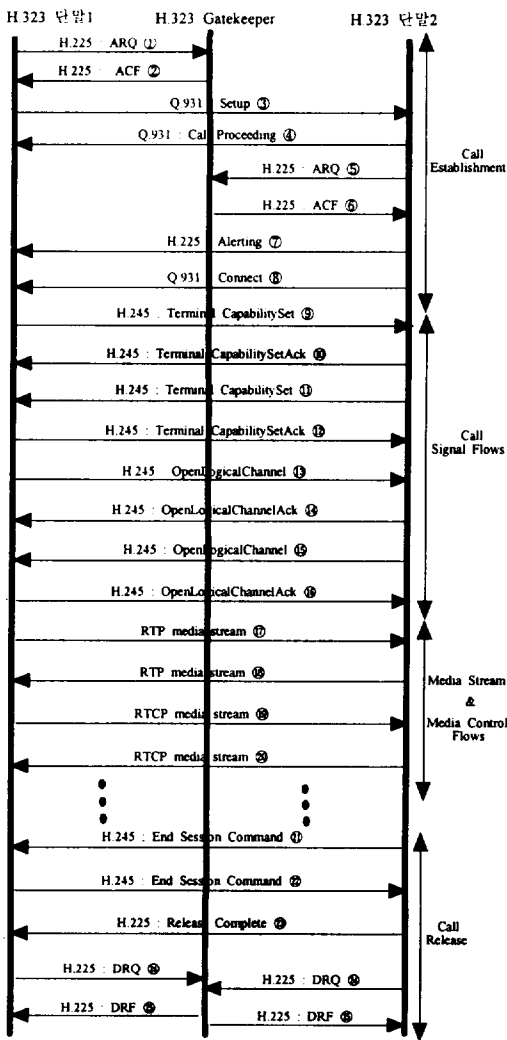 H.323 단말1 H.323 Gatekeeper H.323 단말2
H.225 : ARQ ①
H.225 : ACF ②
Q.931 : Setup ③
Q.931 : Call Proceeding ④
H.225 : ARQ ⑤
H.225 : ACF ⑥
H.225 : Alerting ⑦
Q.931 : Connect ⑧
Call
Establishment
H.245 : Terminal CapabilitySet ⑨
H.245 : Terminal CapabilitySetAck ⑩
H.245 : Terminal CapabilitySet ⑪
H.245 : Terminal CapabilitySetAck ⑫
H.245 : OpenLogicalChannel ⑬
H.245 : OpenLogicalChannelAck ⑭
H.245 : OpenLogicalChannel ⑮
H.245 : OpenLogicalChannelAck ⑯
Call
Signal Flows
RTP media stream ⑰
RTP media stream ⑱
RTCP media stream ⑲
RTCP media stream ⑳
Media Stream
&
Media Control
Flows
H.245 : End Session Command ㉑
H.245 : End Session Command ㉒
H.225 : Release Complete ㉓
H.225 : DRQ ㉔
H.225 : DRQ ㉔
H.225 : DRF ㉕
H.225 : DRF ㉕
Call
Release